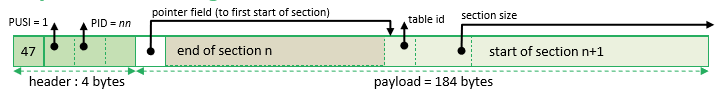 pointer field (to first start of section)
PUSI = 1
PID = nn
table id
section size
47
end of section n
start of section n+1
header : 4 bytes
payload = 184 bytes